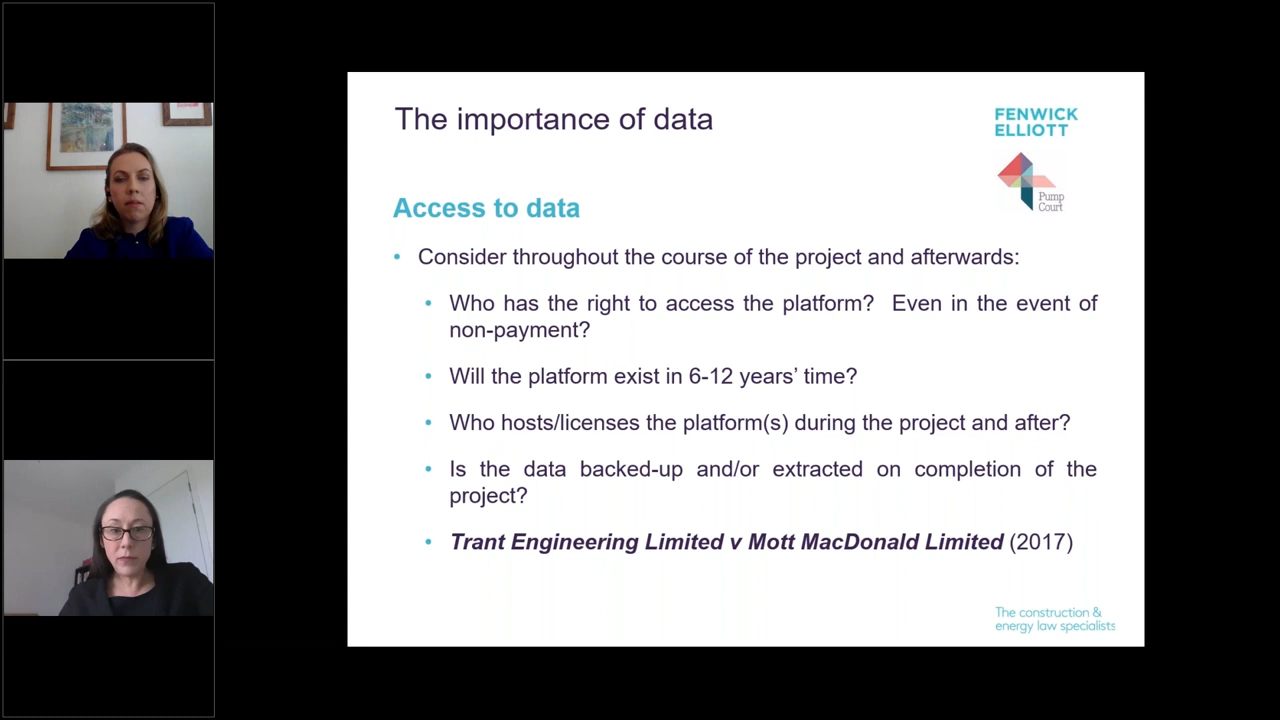 The importance of data
FENWICK
ELLIOTT
Pump
Court
Access to data
• Consider throughout the course of the project and afterwards:
• Who has the right to access the platform? Even in the event of
non-payment?
• Will the platform exist in 6-12 years’ time?
• Who hosts/licenses the platform(s) during the project and after?
• Is the data backed-up and/or extracted on completion of the
project?
• Trant Engineering Limited v Mott MacDonald Limited (2017)
The construction &
energy law specialists